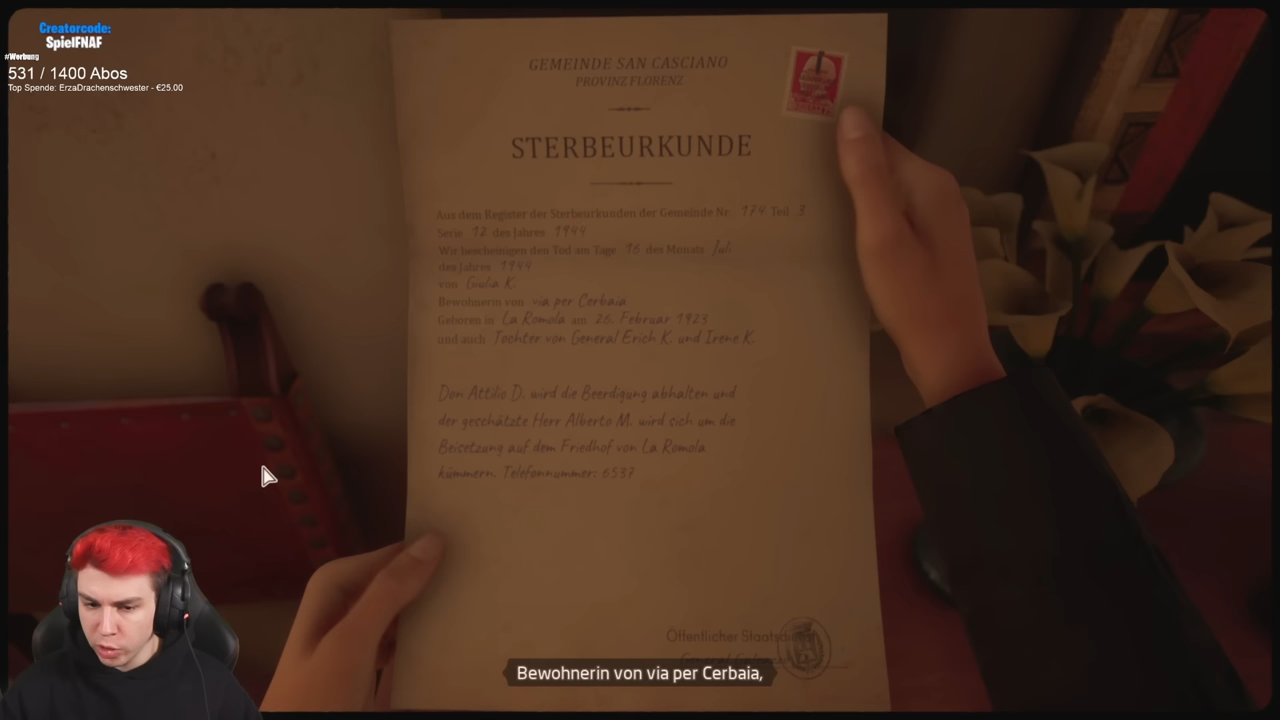 Creatorcode:
SpielFNAF
#Werbung
531 / 1400 Abos
Top Spende: ErzaDrachenschwester - €25.00
GEMEINDE SAN CASCIANO
PROVINZ FLORENZ
STERBEURKUNDE
Aus dem Register der Sterbeurkunden der Gemeinde Nr. 174 Teil 3
Serie 12 des Jahres 1944
Wir bescheinigen den Tod am Tage 16 des Monats Juli
des Jahres 1944
von Giulia K.
Bewohnerin von via per Cerbaia
Geboren in La Romola am 26. Februar 1923
und auch Tochter von General Erich K. und Irene K.
Don Attilio D. wird die Beerdigung abhalten und
der geschätzte Herr Alberto M. wird sich um die
Beisetzung auf dem Friedhof von La Romola
kümmern. Telefonnummer: 6537
Öffentlicher
Bewohnerin von via per Cerbaia,